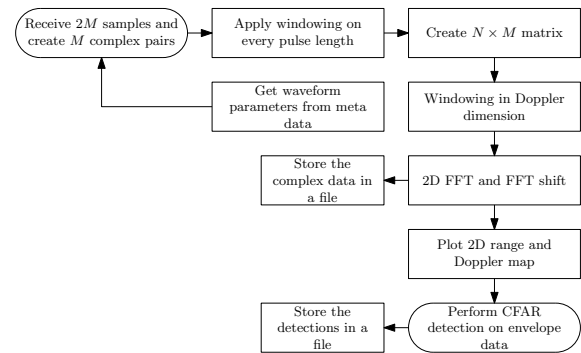 Receive 2M samples and
create M complex pairs
Apply windowing on
every pulse length
Create N × M matrix
Get waveform
parameters from meta
data
Windowing in Doppler
dimension
Store the
complex data in
a file
2D FFT and FFT shift
Plot 2D range and
Doppler map
Store the
detections in a
file
Perform CFAR
detection on envelope
data